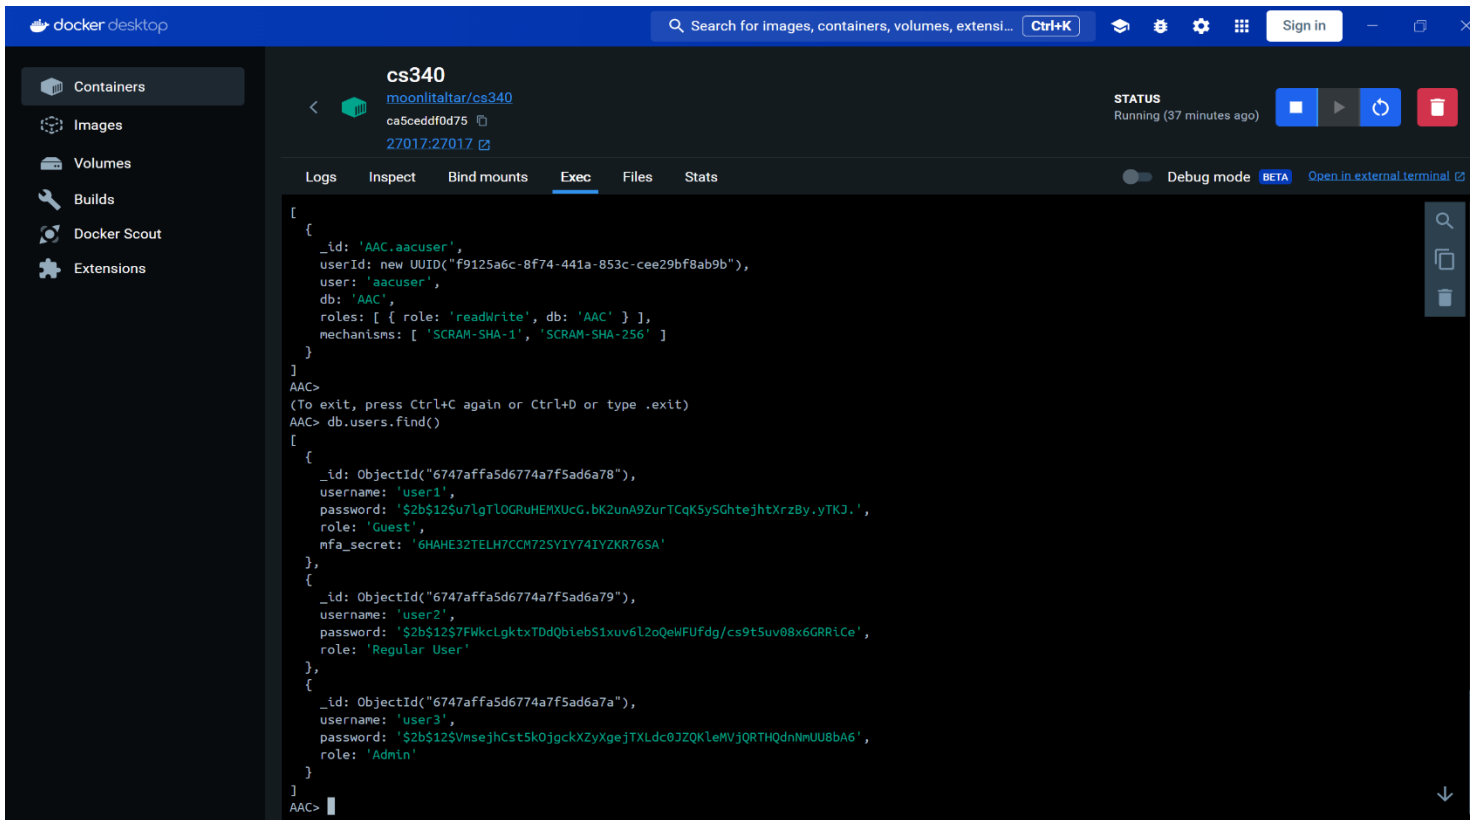 docker desktop
Search for images, containers, volumes, extensi... Ctrl+K
Sign in
Containers
Images
Volumes
Builds
Docker Scout
Extensions
cs340
moonlitaltar/cs340
ca5ceddf0d75
27017:27017
STATUS
Running (37 minutes ago)
Logs Inspect Bind mounts Exec Files Stats
Debug mode BETA Open in external terminal
[
  {
    _id: 'AAC.aacuser',
    userId: new UUID("f9125a6c-8f74-441a-853c-cee29bf8ab9b"),
    user: 'aacuser',
    db: 'AAC',
    roles: [ { role: 'readWrite', db: 'AAC' } ],
    mechanisms: [ 'SCRAM-SHA-1', 'SCRAM-SHA-256' ]
  }
]
AAC>
(To exit, press Ctrl+C again or Ctrl+D or type .exit)
AAC> db.users.find()
[
  {
    _id: ObjectId("6747affa5d6774a7f5ad6a78"),
    username: 'user1',
    password: '$2b$12$u7lgTlOGRuHEMXUcG.bK2unA9ZurTCqK5ySGhtejhtXrzBy.yTKJ.',
    role: 'Guest',
    mfa_secret: '6HAHE32TELH7CCM72SYIY74IYZKR76SA'
  },
  {
    _id: ObjectId("6747affa5d6774a7f5ad6a79"),
    username: 'user2',
    password: '$2b$12$7FWkcLgktxTDdQbiebS1xuv6l2oQeWFUfdg/cs9t5uv08x6GRRiCe',
    role: 'Regular User'
  },
  {
    _id: ObjectId("6747affa5d6774a7f5ad6a7a"),
    username: 'user3',
    password: '$2b$12$VmsejhCst5kOjgckXZyXgejTXLdc0JZQKleMVjQRTHQdnNmUU8bA6',
    role: 'Admin'
  }
]
AAC>